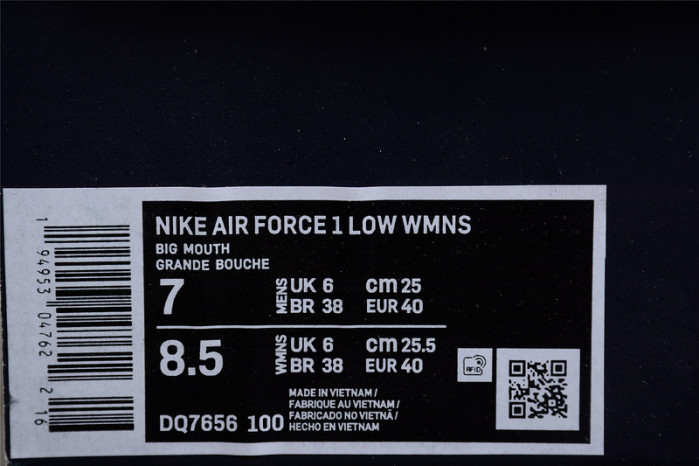 NIKE AIR FORCE 1 LOW WMNS
BIG MOUTH
GRANDE BOUCHE
7 MENS UK 6 cm 25
BR 38 EUR 40
8.5 WMNS UK 6 cm 25.5
BR 38 EUR 40
RFID
DQ7656 100
MADE IN VIETNAM /
FABRIQUE AU VIETNAM /
FABRICADO NO VIETNÃ /
HECHO EN VIETNAM
1 94953 04762 2 16